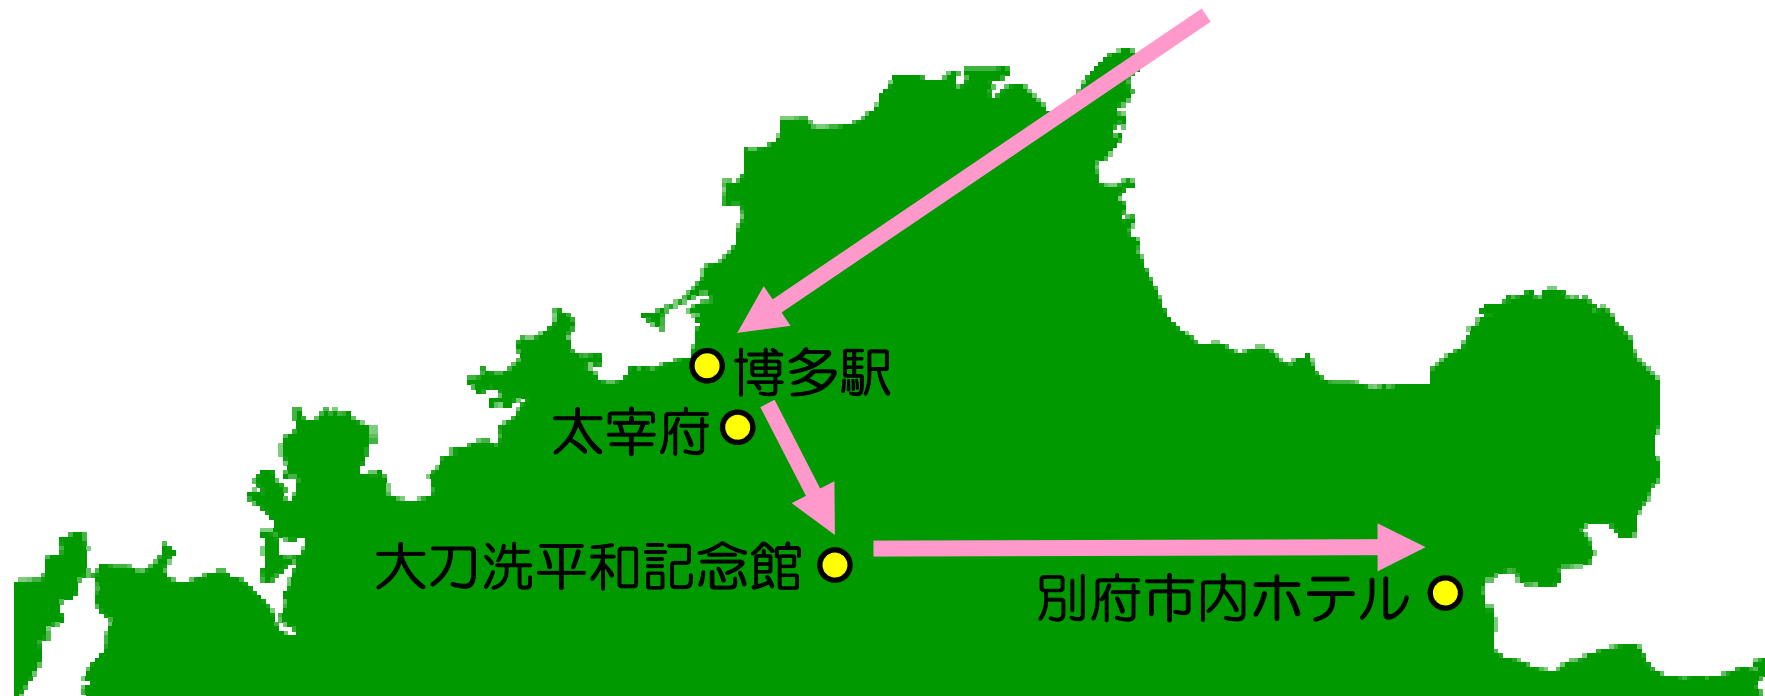 博多駅
太宰府
大刀洗平和記念館
別府市内ホテル